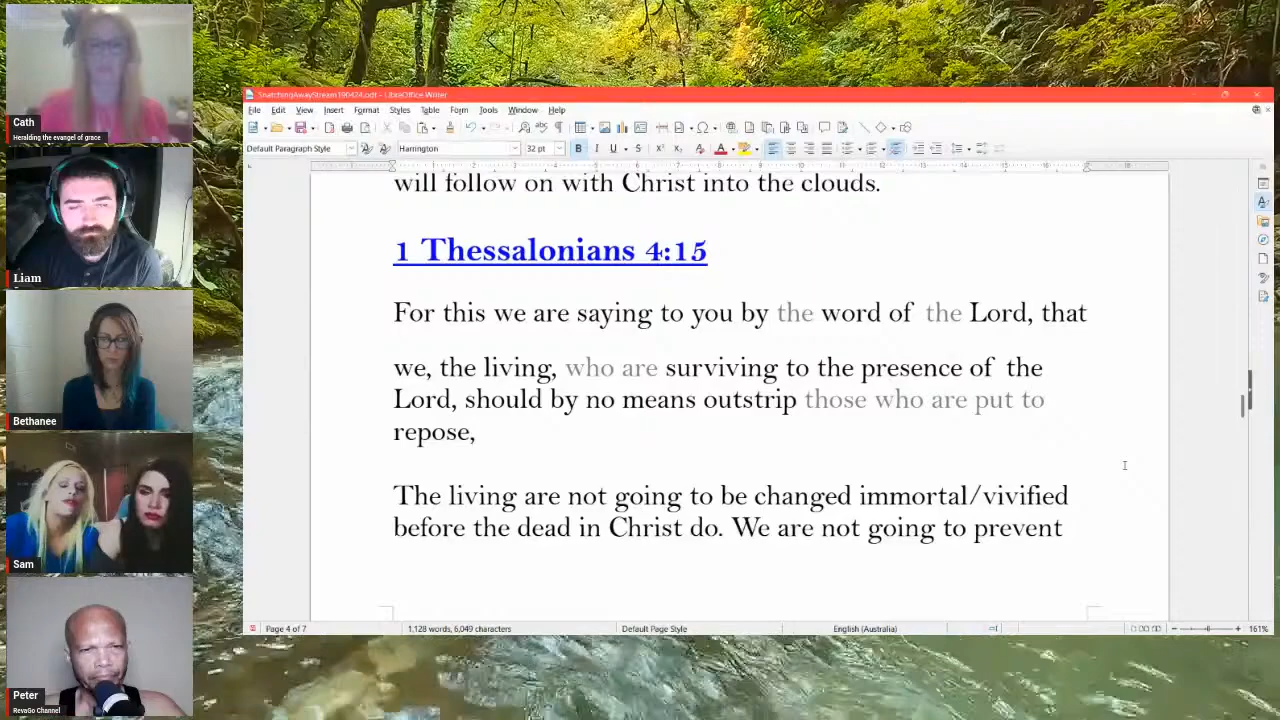 Cath
Heralding the evangel of grace
Liam
Bethanee
Sam
Peter
RevaGo Channel
SnatchingAwayStream190424.odt - LibreOffice Writer
File Edit View Insert Format Styles Table Form Tools Window Help
Default Paragraph Style
Harrington
32 pt
will follow on with Christ into the clouds.
1 Thessalonians 4:15
For this we are saying to you by the word of the Lord, that
we, the living, who are surviving to the presence of the
Lord, should by no means outstrip those who are put to
repose,
The living are not going to be changed immortal/vivified
before the dead in Christ do. We are not going to prevent
Page 4 of 7
1,128 words, 6,049 characters
Default Page Style
English (Australia)
161%